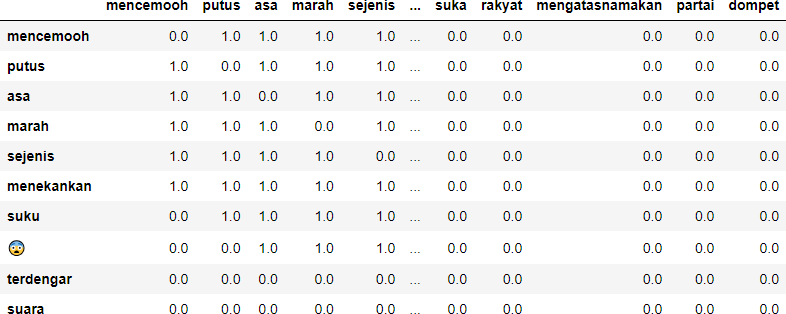 mencemooh putus asa marah sejenis ... suka rakyat mengatasnamakan partai dompet
mencemooh 0.0 1.0 1.0 1.0 1.0 ... 0.0 0.0 0.0 0.0 0.0
putus 1.0 0.0 1.0 1.0 1.0 ... 0.0 0.0 0.0 0.0 0.0
asa 1.0 1.0 0.0 1.0 1.0 ... 0.0 0.0 0.0 0.0 0.0
marah 1.0 1.0 1.0 0.0 1.0 ... 0.0 0.0 0.0 0.0 0.0
sejenis 1.0 1.0 1.0 1.0 0.0 ... 0.0 0.0 0.0 0.0 0.0
menekankan 1.0 1.0 1.0 1.0 1.0 ... 0.0 0.0 0.0 0.0 0.0
suku 0.0 1.0 1.0 1.0 1.0 ... 0.0 0.0 0.0 0.0 0.0
😨 0.0 0.0 1.0 1.0 1.0 ... 0.0 0.0 0.0 0.0 0.0
terdengar 0.0 0.0 0.0 0.0 0.0 ... 0.0 0.0 0.0 0.0 0.0
suara 0.0 0.0 0.0 0.0 0.0 ... 0.0 0.0 0.0 0.0 0.0